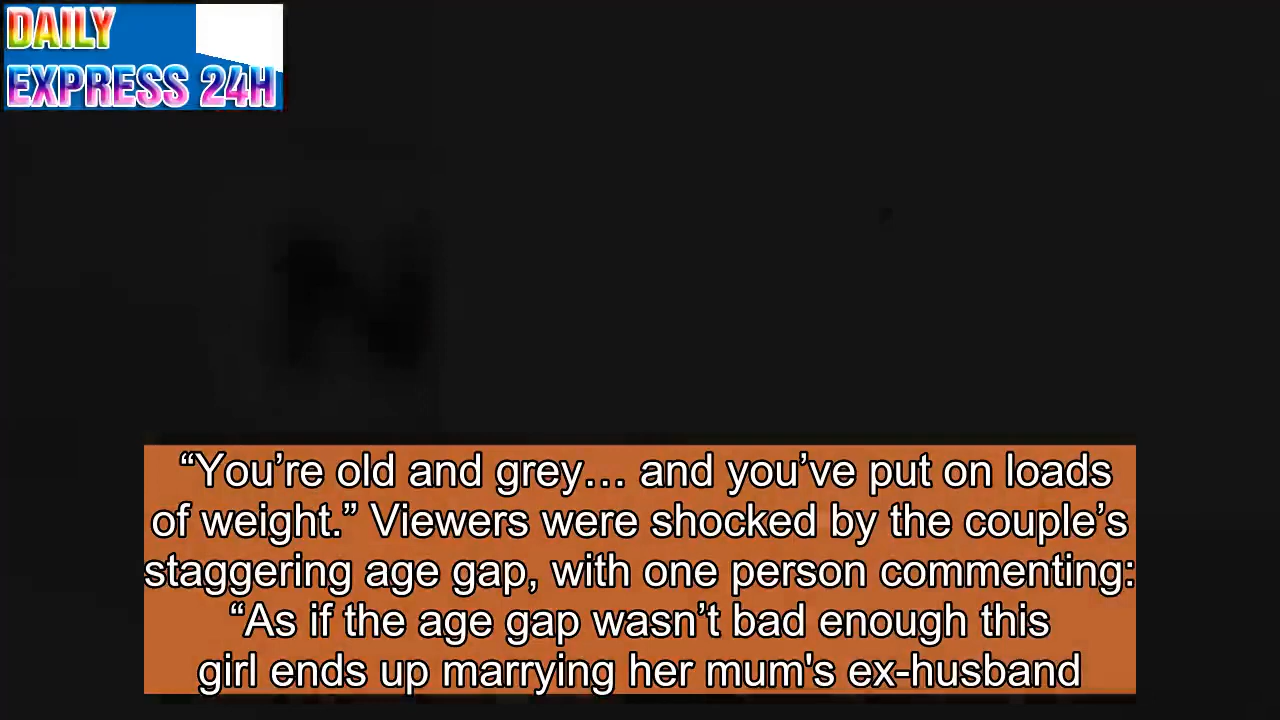 DAILY
EXPRESS 24H
“You’re old and grey… and you’ve put on loads
of weight.” Viewers were shocked by the couple’s
staggering age gap, with one person commenting:
“As if the age gap wasn’t bad enough this
girl ends up marrying her mum's ex-husband